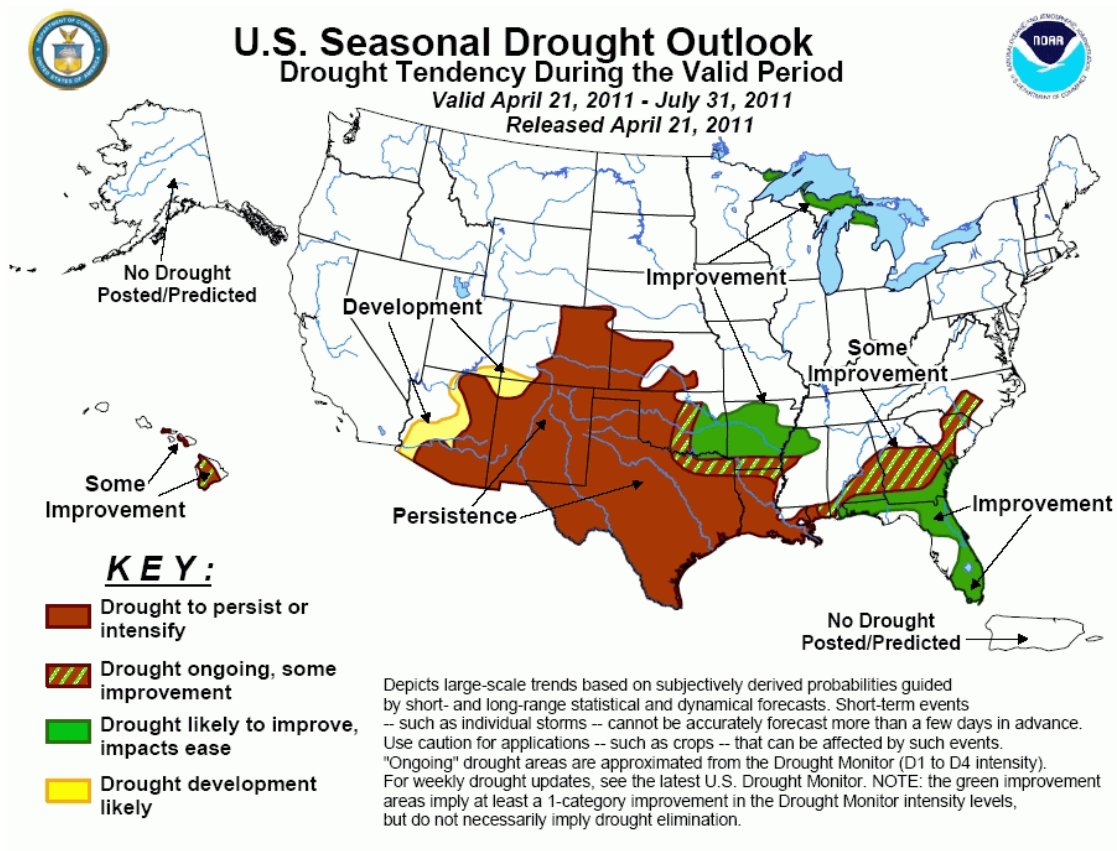 U.S. Seasonal Drought Outlook
Drought Tendency During the Valid Period
Valid April 21, 2011 - July 31, 2011
Released April 21, 2011
NOAA
No Drought
Posted/Predicted
Development
Improvement
Some
Improvement
Some
Improvement
Persistence
Improvement
No Drought
Posted/Predicted
KEY:
Drought to persist or
intensify
Drought ongoing, some
improvement
Drought likely to improve,
impacts ease
Drought development
likely
Depicts large-scale trends based on subjectively derived probabilities guided
by short- and long-range statistical and dynamical forecasts. Short-term events
-- such as individual storms -- cannot be accurately forecast more than a few days in advance.
Use caution for applications -- such as crops -- that can be affected by such events.
"Ongoing" drought areas are approximated from the Drought Monitor (D1 to D4 intensity).
For weekly drought updates, see the latest U.S. Drought Monitor. NOTE: the green improvement
areas imply at least a 1-category improvement in the Drought Monitor intensity levels,
but do not necessarily imply drought elimination.